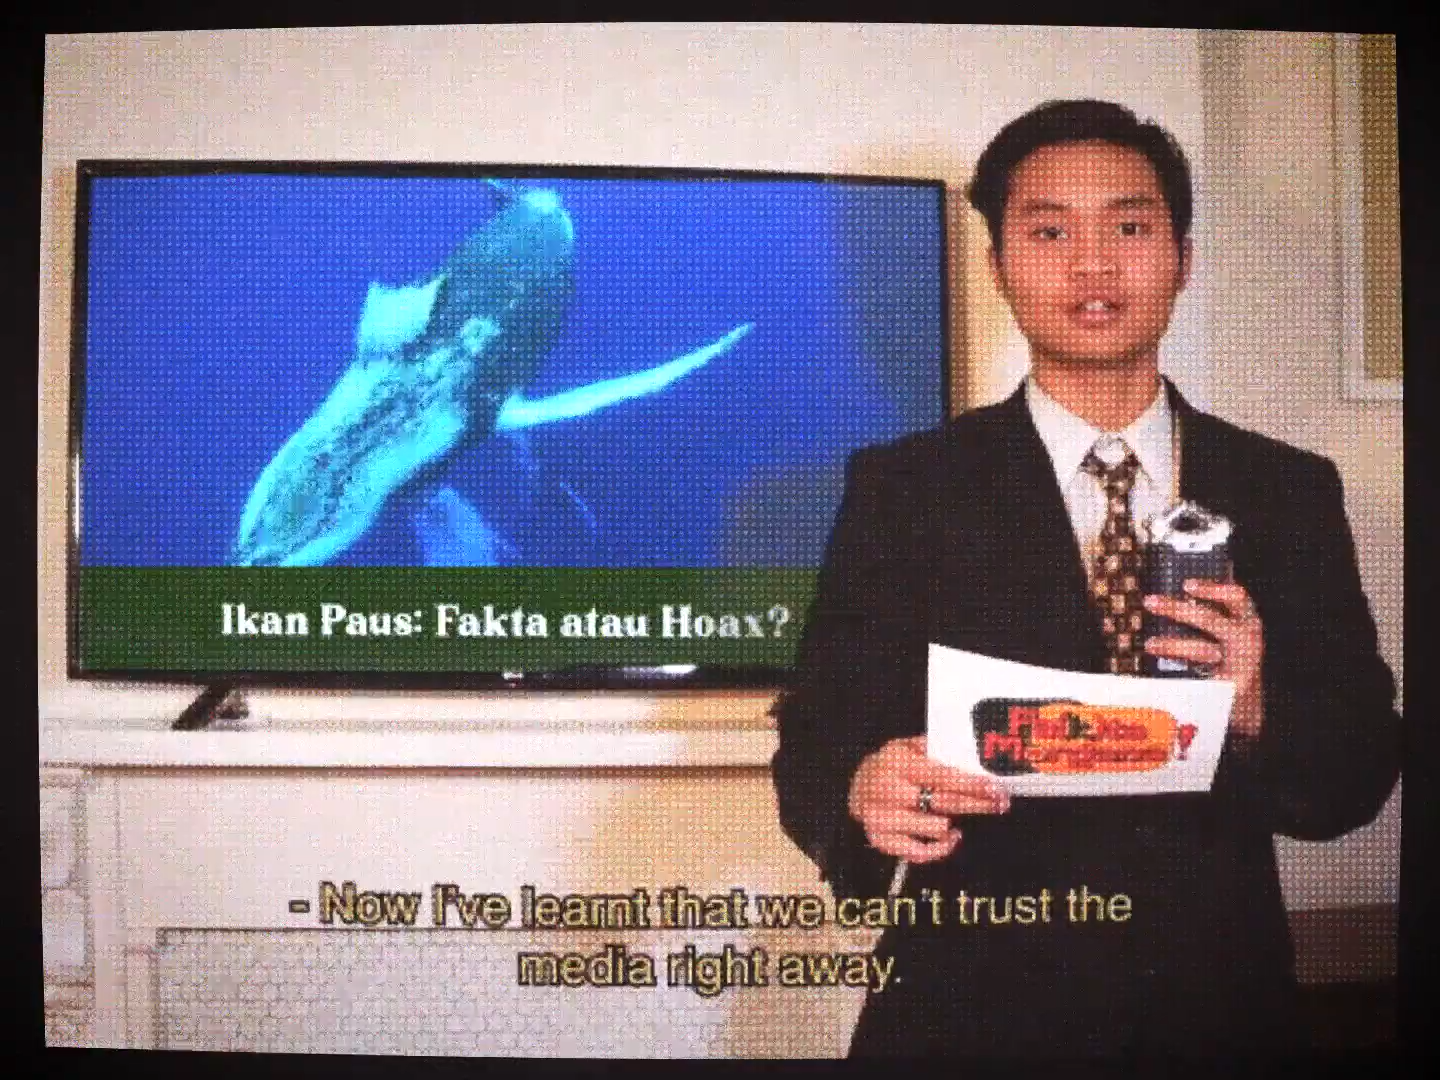 Ikan Paus: Fakta atau Hoax?
- Now I've learnt that we can't trust the
media right away.